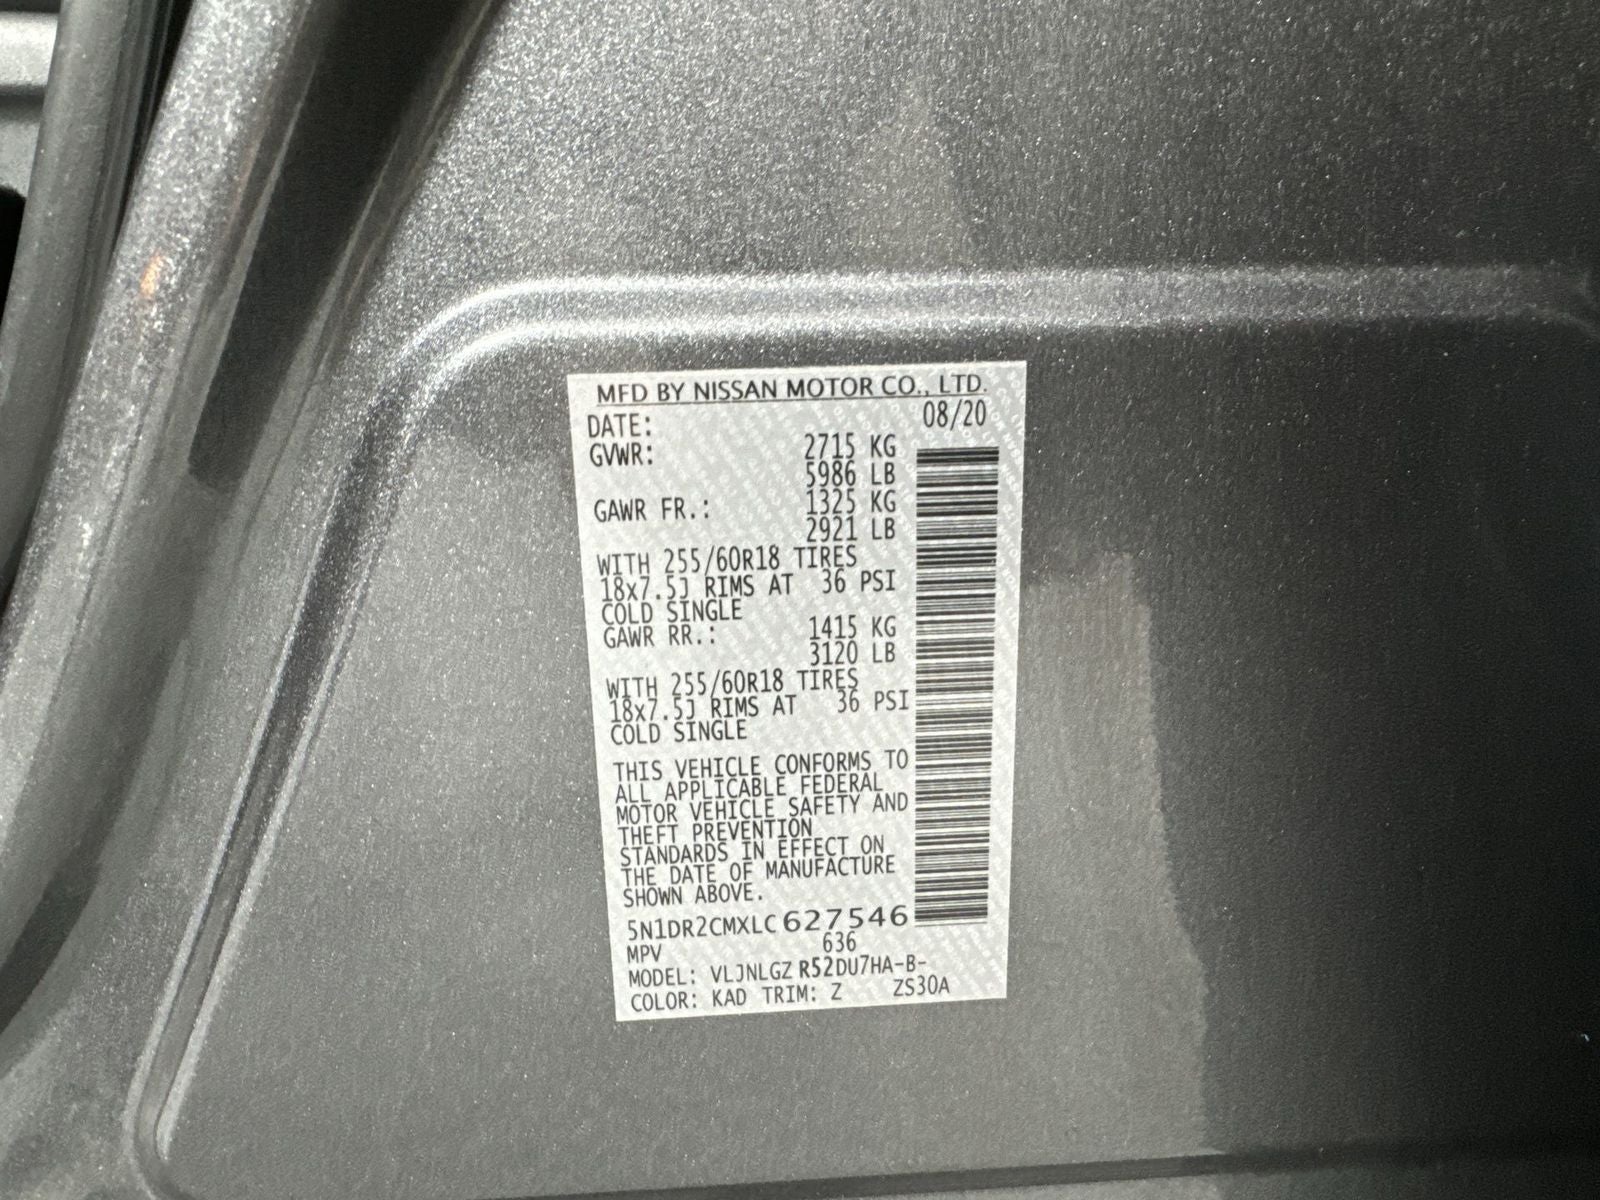 MFD BY NISSAN MOTOR CO., LTD.
DATE: 08/20
GVWR: 2715 KG
5986 LB
GAWR FR.: 1325 KG
2921 LB
WITH 255/60R18 TIRES
18x7.5J RIMS AT 36 PSI
COLD SINGLE
GAWR RR.: 1415 KG
3120 LB
WITH 255/60R18 TIRES
18x7.5J RIMS AT 36 PSI
COLD SINGLE
THIS VEHICLE CONFORMS TO
ALL APPLICABLE FEDERAL
MOTOR VEHICLE SAFETY AND
THEFT PREVENTION
STANDARDS IN EFFECT ON
THE DATE OF MANUFACTURE
SHOWN ABOVE.
5N1DR2CMXLC627546
MPV 636
MODEL: VLJNLGZ R52DU7HA-B-
COLOR: KAD TRIM: Z ZS30A